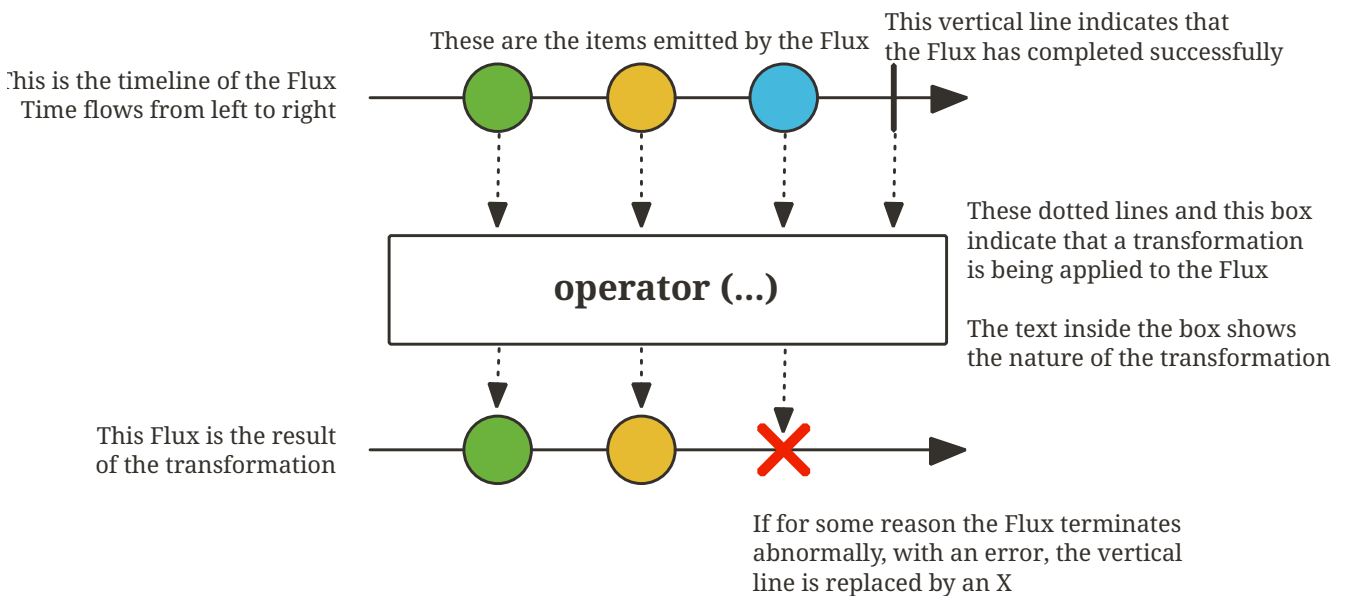 These are the items emitted by the Flux
This vertical line indicates that
the Flux has completed successfully
This is the timeline of the Flux
Time flows from left to right
These dotted lines and this box
indicate that a transformation
is being applied to the Flux
operator (...)
The text inside the box shows
the nature of the transformation
This Flux is the result
of the transformation
If for some reason the Flux terminates
abnormally, with an error, the vertical
line is replaced by an X